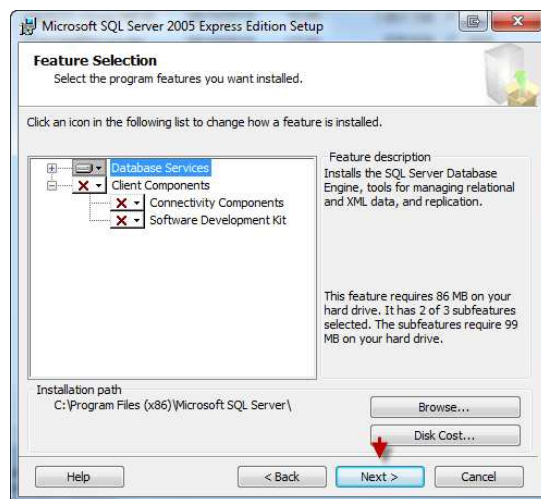 Microsoft SQL Server 2005 Express Edition Setup
Feature Selection
Select the program features you want installed.
Click an icon in the following list to change how a feature is installed.
Database Services
Client Components
Connectivity Components
Software Development Kit
Feature description
Installs the SQL Server Database
Engine, tools for managing relational
and XML data, and replication.
This feature requires 86 MB on your
hard drive. It has 2 of 3 subfeatures
selected. The subfeatures require 99
MB on your hard drive.
Installation path
C:\Program Files (x86)\Microsoft SQL Server\
Browse...
Disk Cost...
Help
< Back
Next >
Cancel